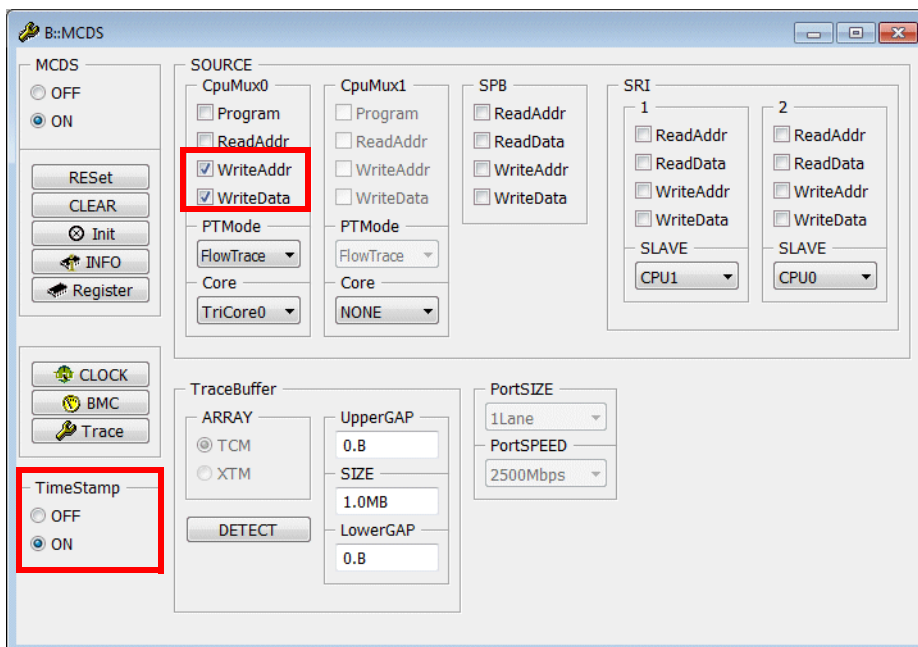 B::MCDS
MCDS
OFF
ON
RESet
CLEAR
Init
INFO
Register
CLOCK
BMC
Trace
TimeStamp
OFF
ON
SOURCE
CpuMux0
Program
ReadAddr
WriteAddr
WriteData
PTMode
FlowTrace
Core
TriCore0
CpuMux1
Program
ReadAddr
WriteAddr
WriteData
PTMode
FlowTrace
Core
NONE
SPB
ReadAddr
ReadData
WriteAddr
WriteData
SRI
1
ReadAddr
ReadData
WriteAddr
WriteData
SLAVE
CPU1
2
ReadAddr
ReadData
WriteAddr
WriteData
SLAVE
CPU0
TraceBuffer
ARRAY
TCM
XTM
DETECT
UpperGAP
0.B
SIZE
1.0MB
LowerGAP
0.B
PortSIZE
1Lane
PortSPEED
2500Mbps